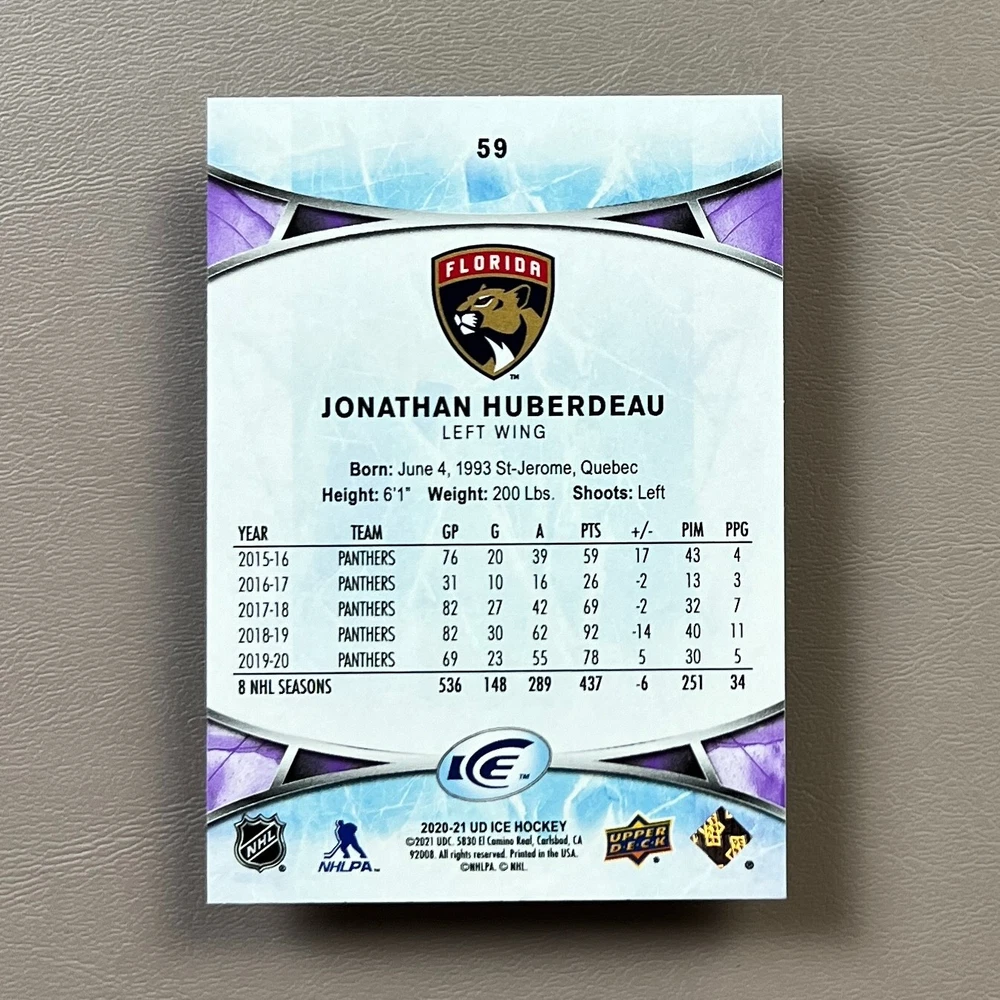 59
FLORIDA
™
JONATHAN HUBERDEAU
LEFT WING
Born: June 4, 1993 St-Jerome, Quebec
Height: 6'1" Weight: 200 Lbs. Shoots: Left
YEAR TEAM GP G A PTS +/- PIM PPG
2015-16 PANTHERS 76 20 39 59 17 43 4
2016-17 PANTHERS 31 10 16 26 -2 13 3
2017-18 PANTHERS 82 27 42 69 -2 32 7
2018-19 PANTHERS 82 30 62 92 -14 40 11
2019-20 PANTHERS 69 23 55 78 5 30 5
8 NHL SEASONS 536 148 289 437 -6 251 34
ICE™
NHL®
NHLPA™
2020-21 UD ICE HOCKEY
©2021 UDC. 5830 El Camino Real, Carlsbad, CA
92008. All rights reserved. Printed in the USA.
©NHLPA. © NHL.
UPPER DECK®
®